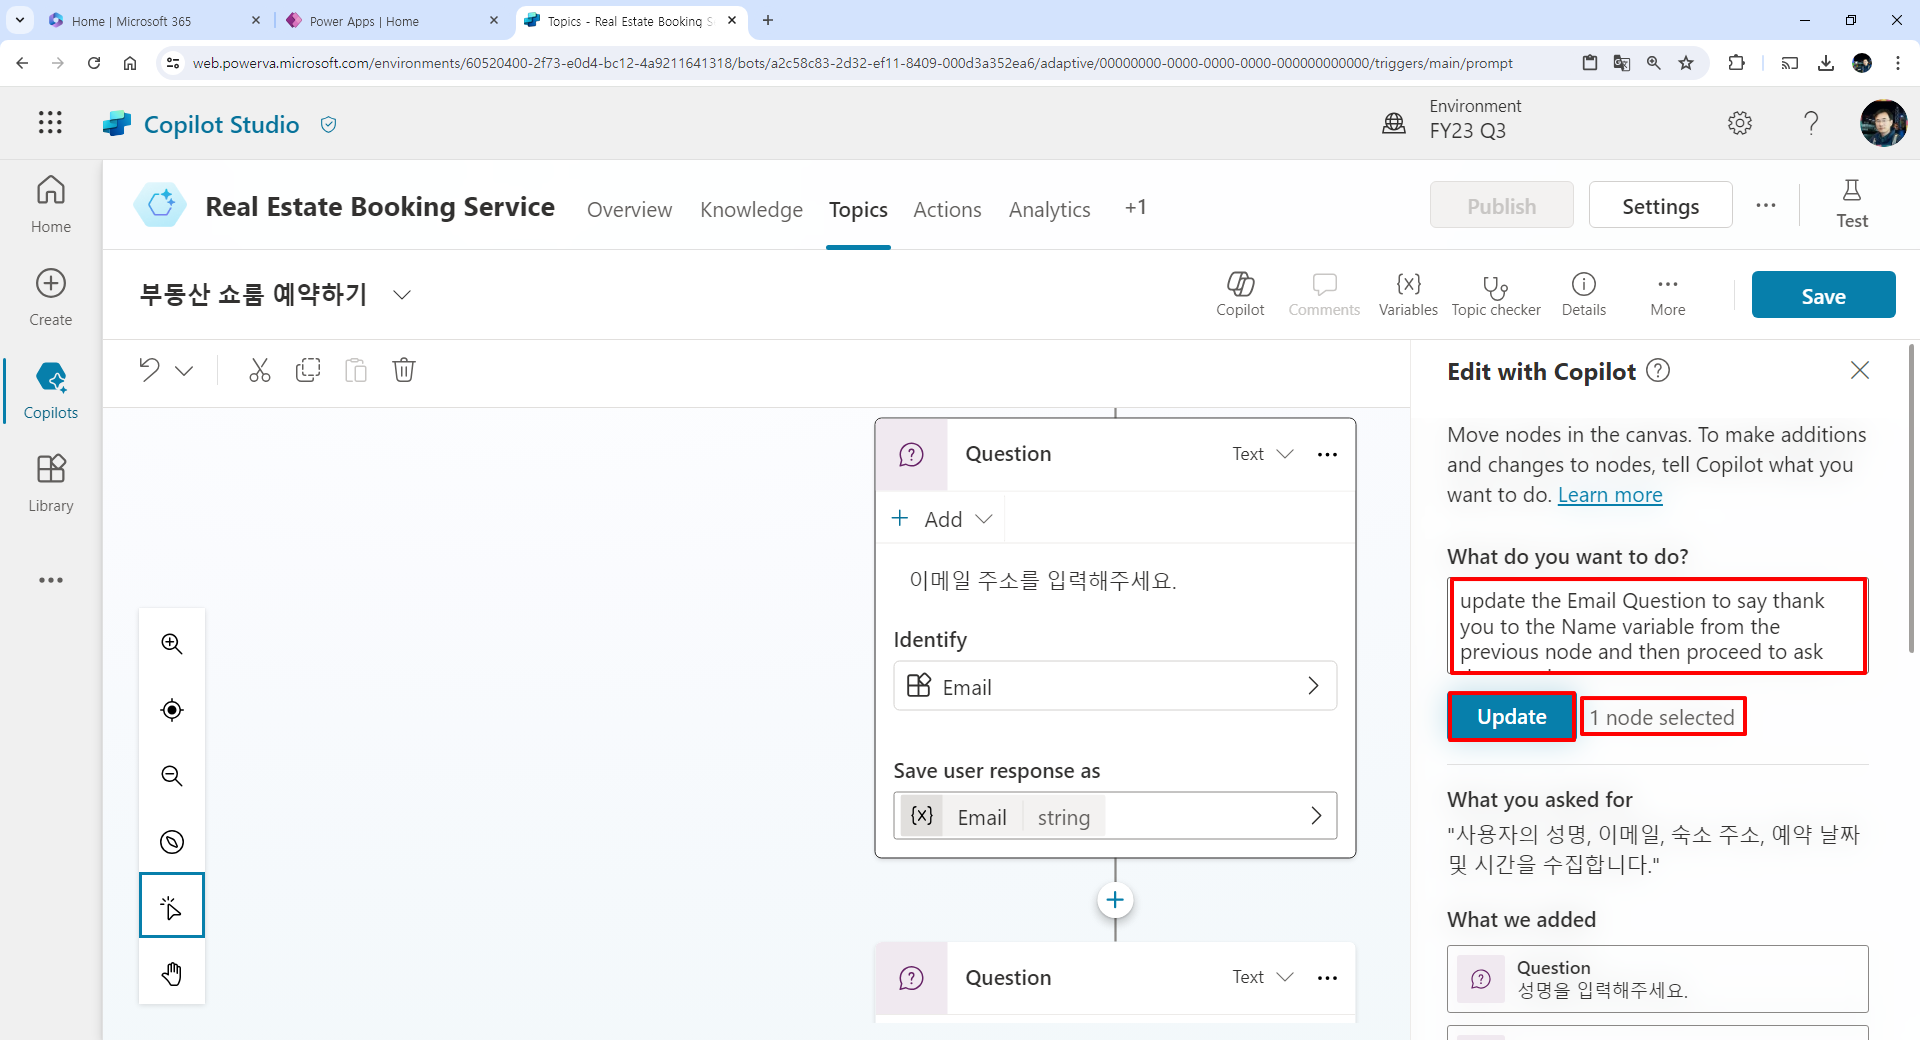 Home | Microsoft 365
Power Apps | Home
Topics - Real Estate Booking S
web.powerva.microsoft.com/environments/60520400-2f73-e0d4-bc12-4a9211641318/bots/a2c58c83-2d32-ef11-8409-000d3a352ea6/adaptive/00000000-0000-0000-0000-000000000000/triggers/main/prompt
Copilot Studio
Environment
FY23 Q3
Home
Create
Copilots
Library
Real Estate Booking Service
Overview
Knowledge
Topics
Actions
Analytics
+1
Publish
Settings
Test
부동산 쇼룸 예약하기
Copilot
Comments
Variables
Topic checker
Details
More
Save
Question
Text
Add
이메일 주소를 입력해주세요.
Identify
Email
Save user response as
{x} Email string
Question
Text
Edit with Copilot
Move nodes in the canvas. To make additions
and changes to nodes, tell Copilot what you
want to do. Learn more
What do you want to do?
update the Email Question to say thank
you to the Name variable from the
previous node and then proceed to ask
Update
1 node selected
What you asked for
"사용자의 성명, 이메일, 숙소 주소, 예약 날짜
및 시간을 수집합니다."
What we added
Question
성명을 입력해주세요.